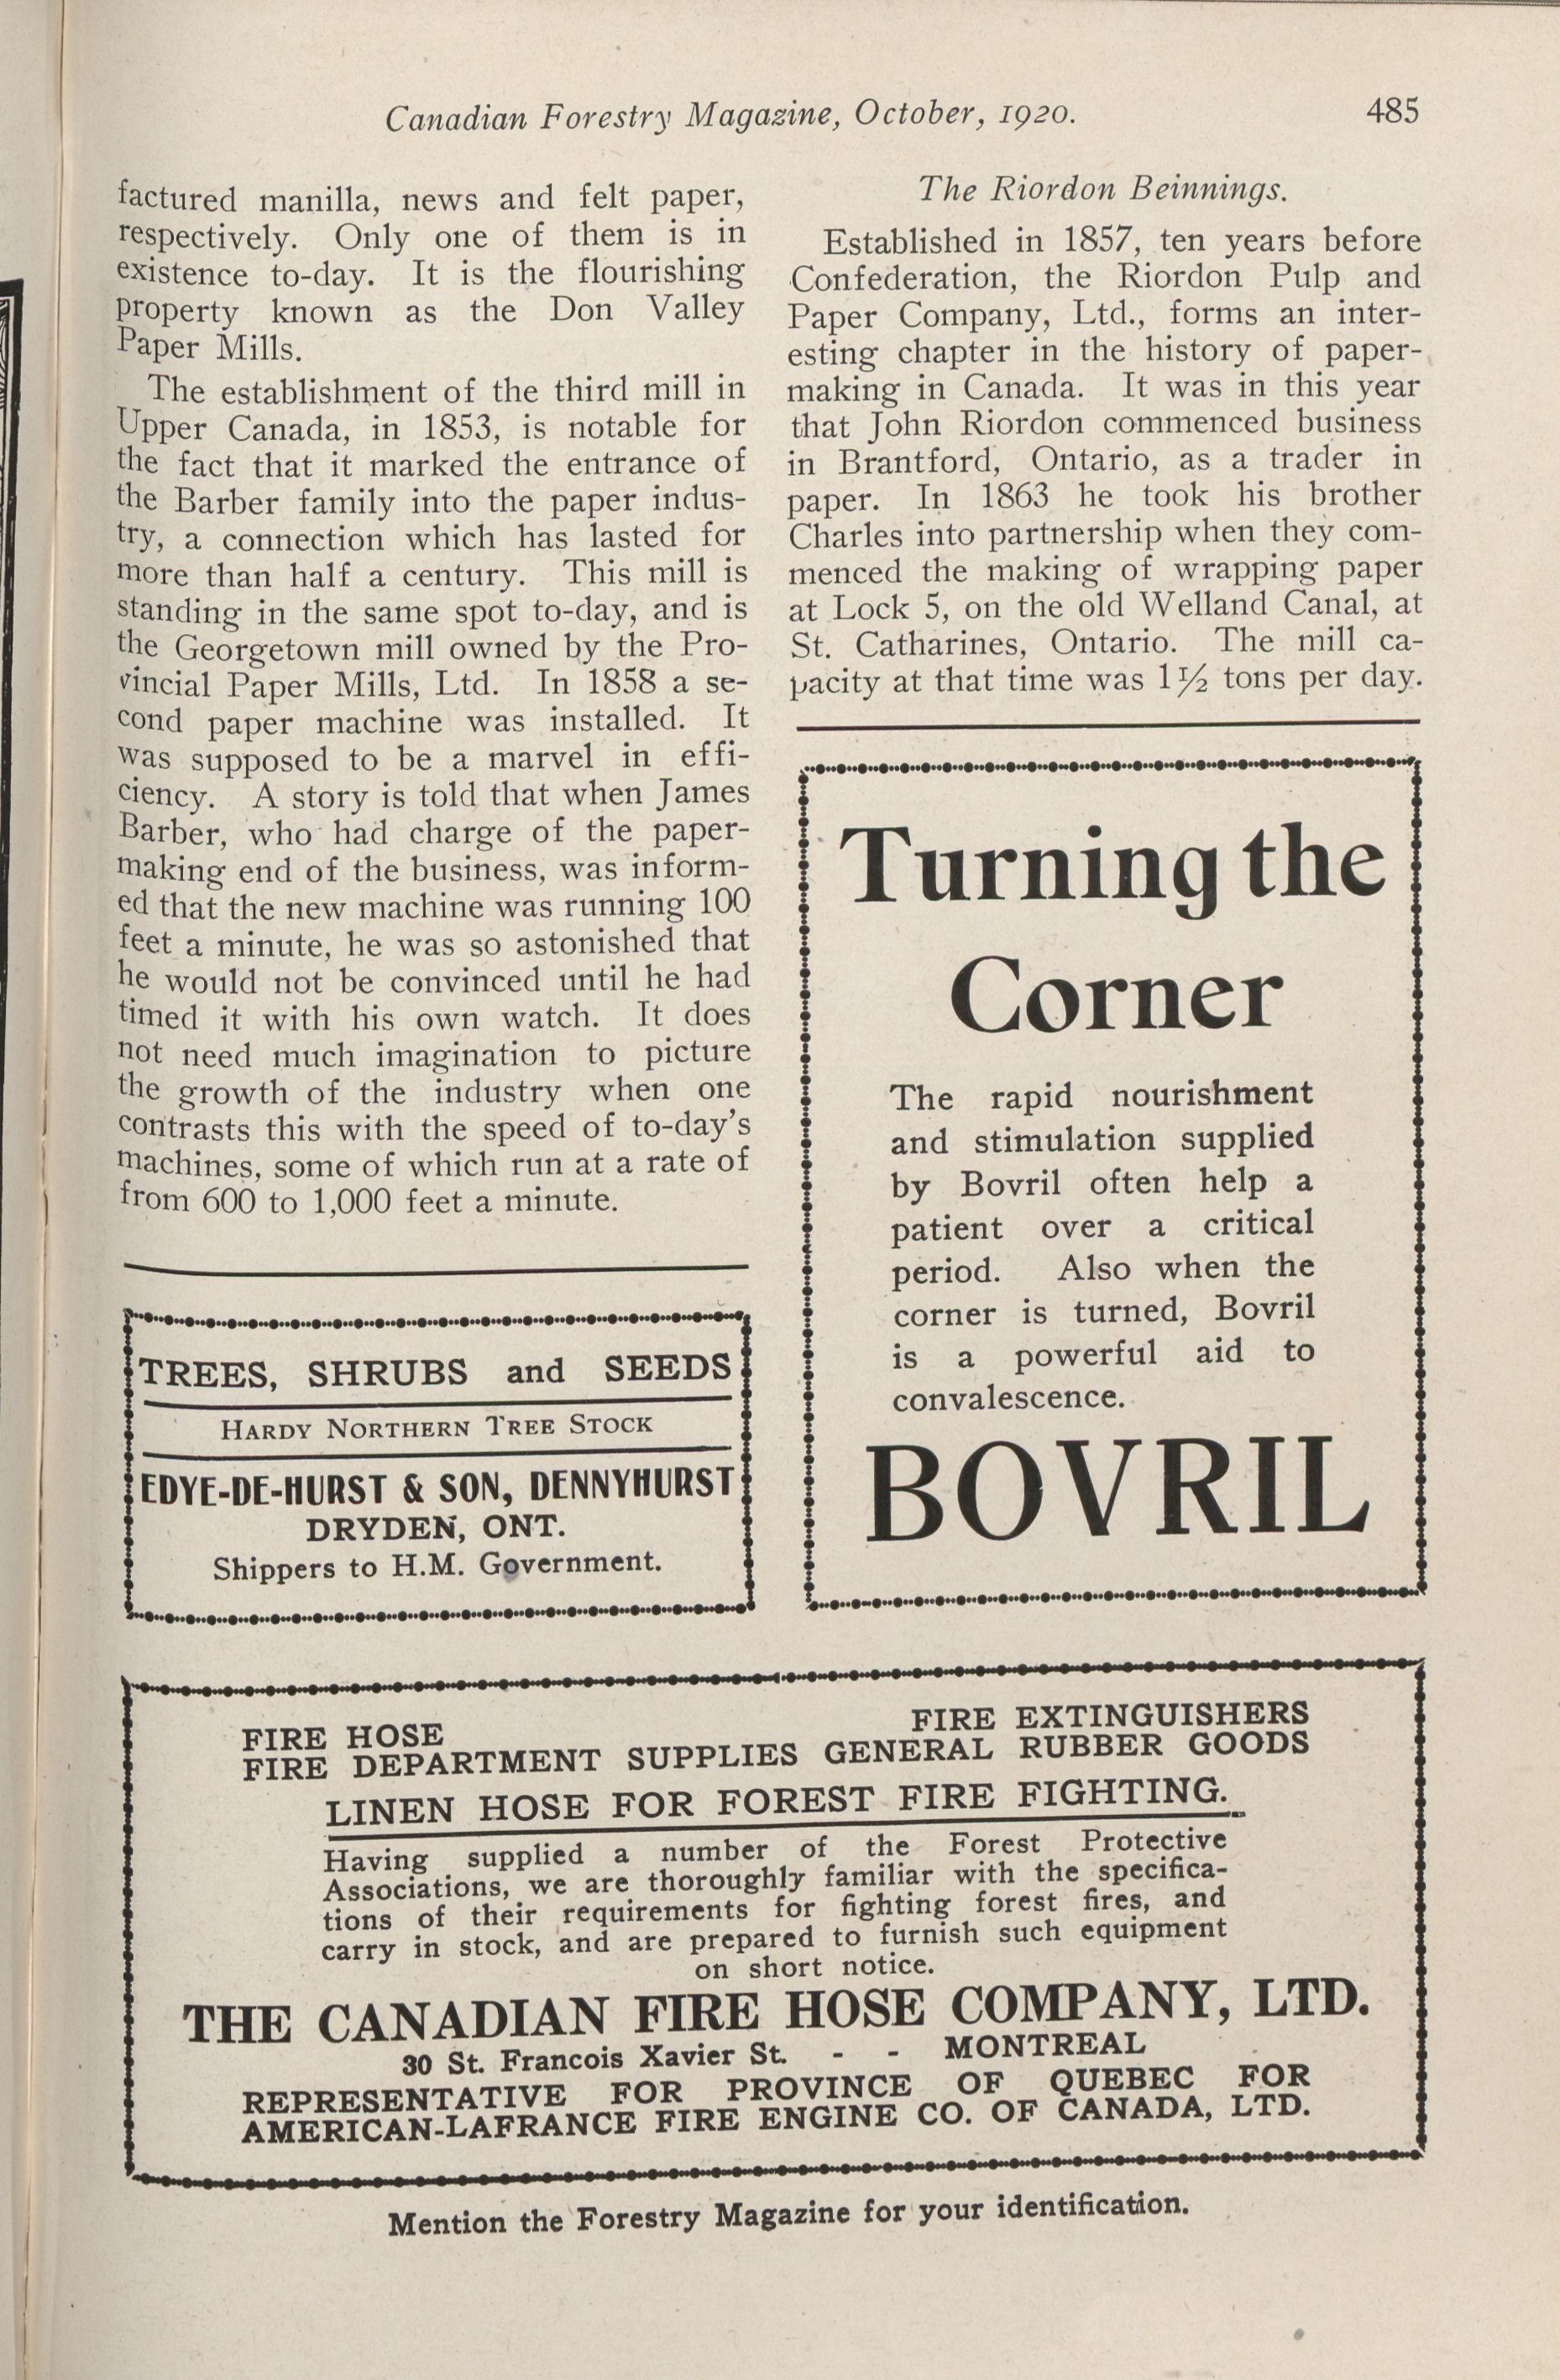 Canadian Forestry Magazine, October, 1920.
485
factured manilla, news and felt paper,
respectively. Only one of them is in
existence to-day. It is the flourishing
property known as the Don Valley
Paper Mills.
The establishment of the third mill in
Upper Canada, in 1853, is notable for
the fact that it marked the entrance of
the Barber family into the paper indus-
try, a connection which has lasted for
more than half a century. This mill is
standing in the same spot to-day, and is
the Georgetown mill owned by the Pro-
vincial Paper Mills, Ltd. In 1858 a se-
cond paper machine was installed. It
was supposed to be a marvel in effi-
ciency. A story is told that when James
Barber, who had charge of the paper-
making end of the business, was inform-
ed that the new machine was running 100
feet a minute, he was so astonished that
he would not be convinced until he had
timed it with his own watch. It does
not need much imagination to picture
the growth of the industry when one
contrasts this with the speed of to-day's
machines, some of which run at a rate of
from 600 to 1,000 feet a minute.
TREES, SHRUBS and SEEDS
HARDY NORTHERN TREE STOCK
EDYE-DE-HURST & SON, DENNYHURST
DRYDEN, ONT.
Shippers to H.M. Government.
The Riordon Beinnings.
Established in 1857, ten years before
Confederation, the Riordon Pulp and
Paper Company, Ltd., forms an inter-
esting chapter in the history of paper-
making in Canada. It was in this year
that John Riordon commenced business
in Brantford, Ontario, as a trader in
paper. In 1863 he took his brother
Charles into partnership when they com-
menced the making of wrapping paper
at Lock 5, on the old Welland Canal, at
St. Catharines, Ontario. The mill ca-
pacity at that time was 1½ tons per day.
Turning the
Corner
The rapid nourishment
and stimulation supplied
by Bovril often help a
patient over a critical
period. Also when the
corner is turned, Bovril
is a powerful aid to
convalescence.
BOVRIL
FIRE HOSE FIRE EXTINGUISHERS
FIRE DEPARTMENT SUPPLIES GENERAL RUBBER GOODS
LINEN HOSE FOR FOREST FIRE FIGHTING.
Having supplied a number of the Forest Protective
Associations, we are thoroughly familiar with the specifica-
tions of their requirements for fighting forest fires, and
carry in stock, and are prepared to furnish such equipment
on short notice.
THE CANADIAN FIRE HOSE COMPANY, LTD.
30 St. Francois Xavier St. - - MONTREAL
REPRESENTATIVE FOR PROVINCE OF QUEBEC FOR
AMERICAN-LAFRANCE FIRE ENGINE CO. OF CANADA, LTD.
Mention the Forestry Magazine for your identification.